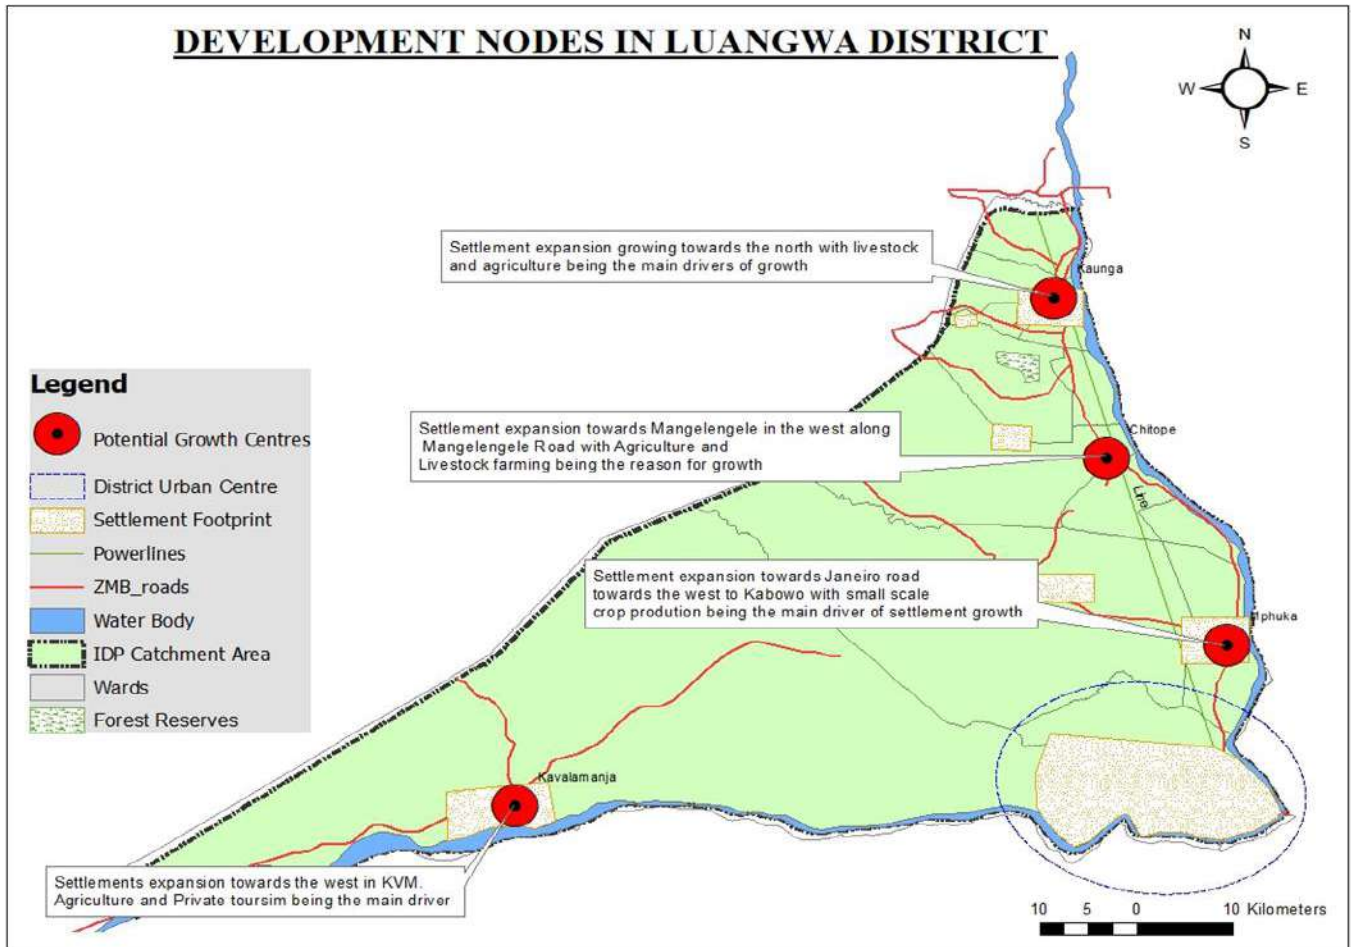 DEVELOPMENT NODES IN LUANGWA DISTRICT
N
W
E
S
Settlement expansion growing towards the north with livestock
and agriculture being the main drivers of growth
Kaunga
Legend
Potential Growth Centres
District Urban Centre
Settlement Footprint
Powerlines
ZMB_roads
Water Body
IDP Catchment Area
Wards
Forest Reserves
Settlement expansion towards Mangelengele in the west along
Mangelengele Road with Agriculture and
Livestock farming being the reason for growth
Chitope
Line
Settlement expansion towards Janeiro road
towards the west to Kabowo with small scale
crop prodution being the main driver of settlement growth
Mphuka
Kavalamanja
Settlements expansion towards the west in KVM.
Agriculture and Private toursim being the main driver
10 5 0 10 Kilometers